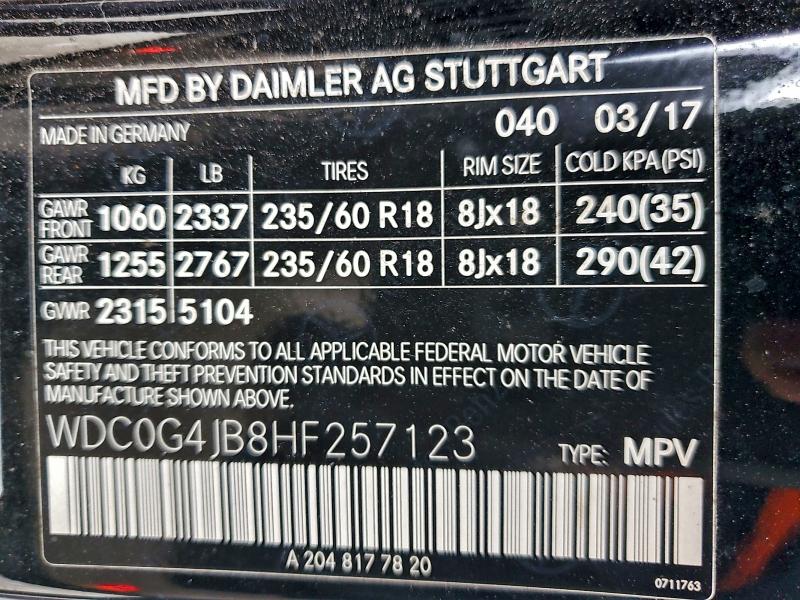 MFD BY DAIMLER AG STUTTGART
MADE IN GERMANY 040 03/17
KG LB TIRES RIM SIZE COLD KPA(PSI)
GAWR FRONT 1060 2337 235/60 R18 8Jx18 240(35)
GAWR REAR 1255 2767 235/60 R18 8Jx18 290(42)
GVWR 2315 5104
THIS VEHICLE CONFORMS TO ALL APPLICABLE FEDERAL MOTOR VEHICLE
SAFETY AND THEFT PREVENTION STANDARDS IN EFFECT ON THE DATE OF
MANUFACTURE SHOWN ABOVE.
WDC0G4JB8HF257123 TYPE: MPV
A 204 817 78 20
0711763